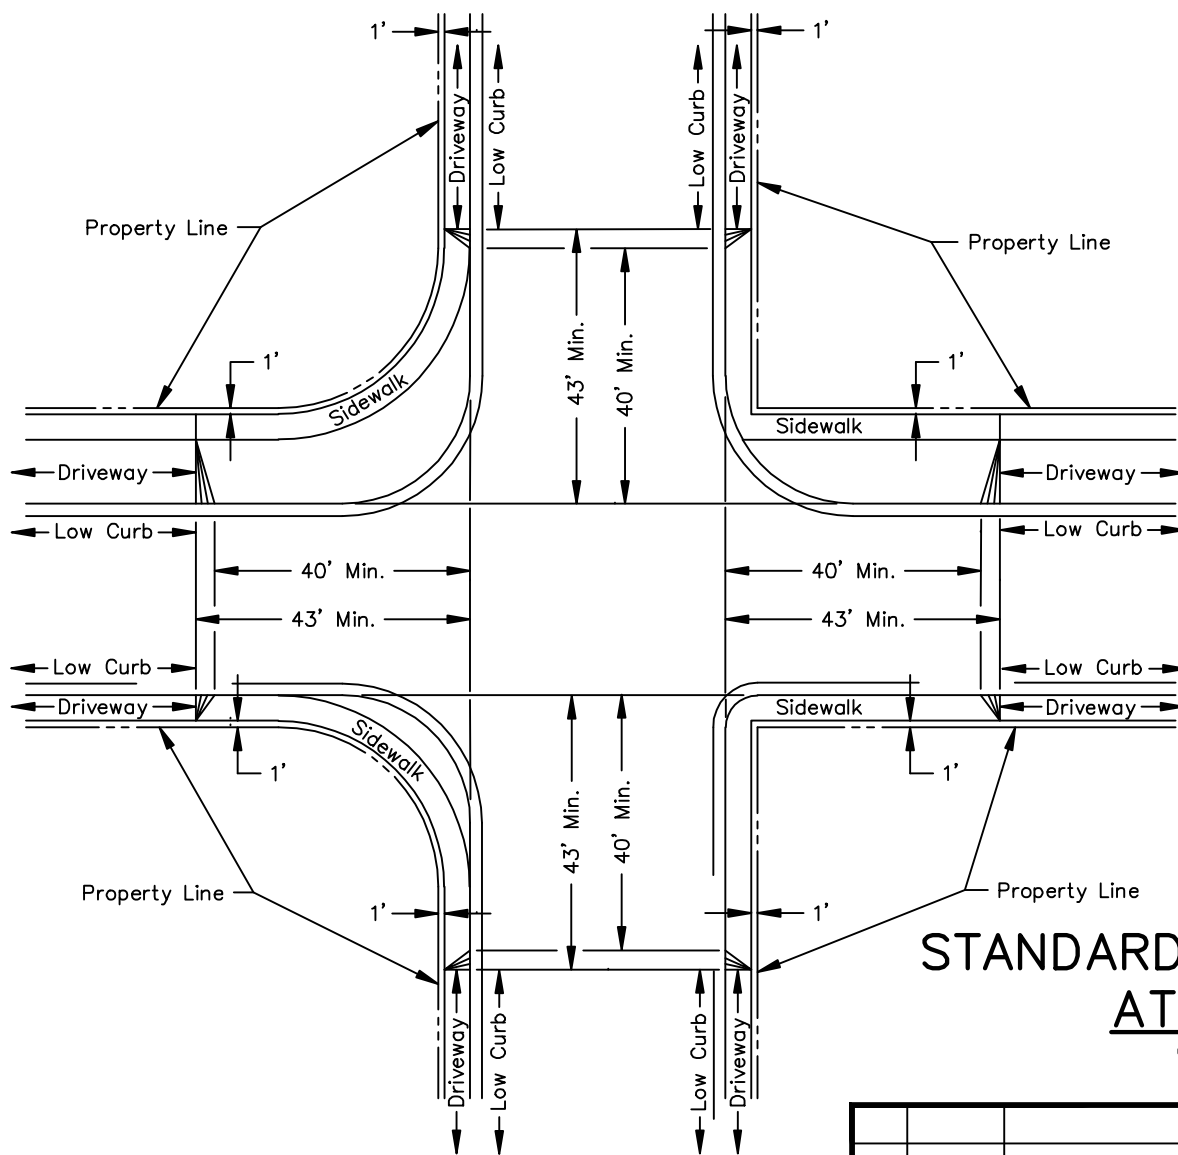 1' 1'
Driveway Low Curb Low Curb Driveway
Property Line Property Line
43' Min. 40' Min.
1' 1'
Sidewalk Sidewalk
Driveway Driveway
Low Curb Low Curb
40' Min. 40' Min.
43' Min. 43' Min.
Low Curb Low Curb
Driveway Sidewalk Driveway
Sidewalk
1' 1'
43' Min. 40' Min.
Property Line Property Line
1' 1'
STANDARD
AT
Driveway Low Curb Low Curb Driveway